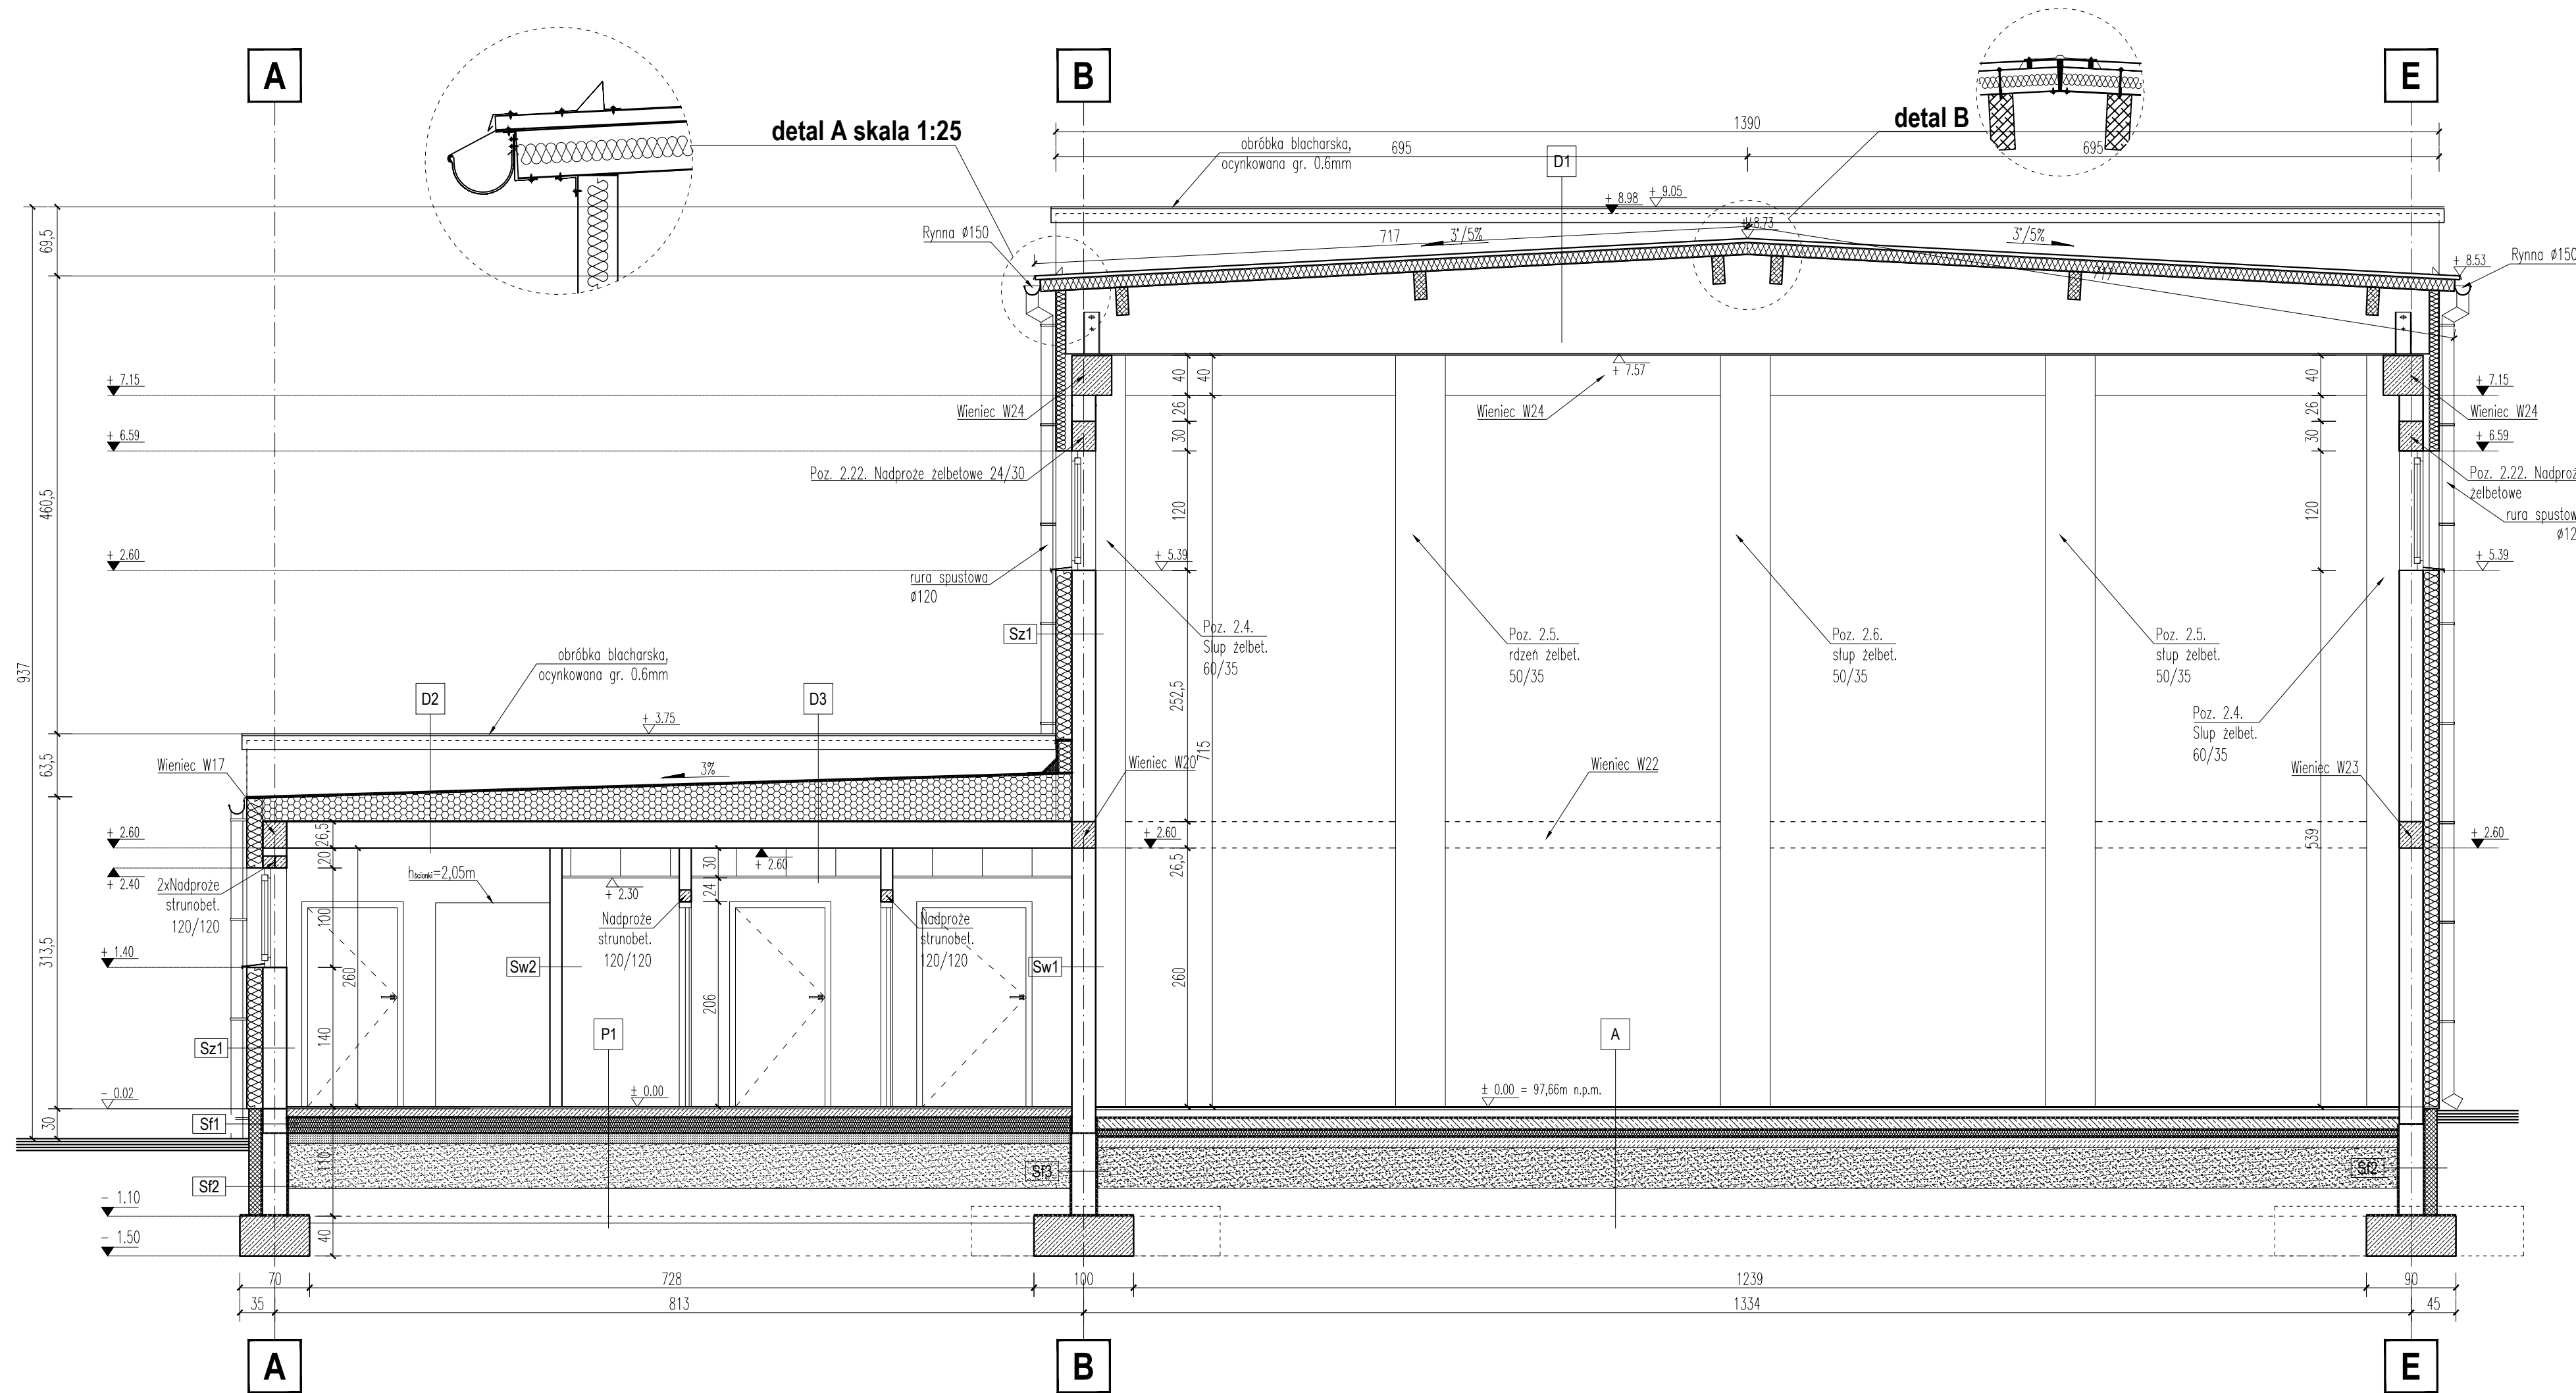 A
B
E
detal A skala 1:25
detal B
1390
695
695
obróbka blacharska,
ocynkowana gr. 0.6mm
D1
+ 8.98
+ 9.05
Rynna ø150
717
3°/5%
+ 8.73
3°/5%
717
+ 8.53
Rynna ø150
69,5
460,5
937
63,5
313,5
30
+ 7.15
+ 6.59
+ 2.60
Wieniec W24
Poz. 2.22. Nadproże żelbetowe 24/30
rura spustowa
ø120
40
40
26
30
120
252,5
715
26,5
260
+ 7.57
Wieniec W24
40
26
30
120
639
+ 7.15
Wieniec W24
+ 6.59
Poz. 2.22. Nadproż
żelbetowe
rura spustow
ø12
+ 5.39
+ 5.39
Sz1
Poz. 2.4.
Słup żelbet.
60/35
Poz. 2.5.
rdzeń żelbet.
50/35
Poz. 2.6.
słup żelbet.
50/35
Poz. 2.5.
słup żelbet.
50/35
Poz. 2.4.
Słup żelbet.
60/35
obróbka blacharska,
ocynkowana gr. 0.6mm
D2
D3
+ 3.75
Wieniec W17
3%
Wieniec W20
Wieniec W22
Wieniec W23
+ 2.60
+ 2.40
2xNadproże
strunobet.
120/120
26,5
20
100
260
140
hścianki=2,05m
+ 2.60
+ 2.30
30
24
206
Nadproże
strunobet.
120/120
Nadproże
strunobet.
120/120
+ 2.60
+ 2.60
+ 1.40
Sw2
Sw1
Sz1
P1
A
- 0.02
± 0.00
± 0.00 = 97,66m n.p.m.
Sf1
110
Sf2
Sf3
Sf2
- 1.10
- 1.50
40
70
728
100
1239
90
35
813
1334
45
A
B
E